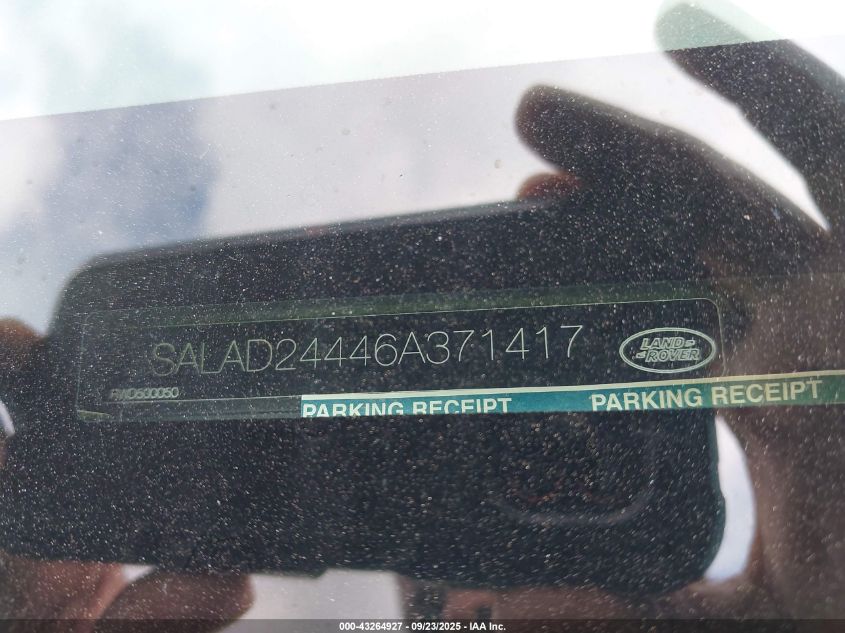 SALAD24446A371417
LAND-
-ROVER
PARKING RECEIPT PARKING RECEIPT
000-43264927 - 09/23/2025 - IAA Inc.